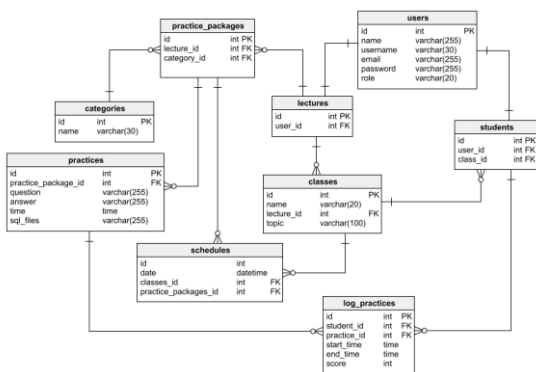 practice_packages
id int PK
lecture_id int FK
category_id int FK
users
id int PK
name varchar(255)
username varchar(30)
email varchar(255)
password varchar(255)
role varchar(20)
categories
id int PK
name varchar(30)
lectures
id int PK
user_id int FK
students
id int PK
user_id int FK
class_id int FK
practices
id int PK
practice_package_id int FK
question varchar(255)
answer varchar(255)
time time
sql_files varchar(255)
classes
id int PK
name varchar(20)
lecture_id int FK
topic varchar(100)
schedules
id int
date datetime
classes_id int FK
practice_packages_id int FK
log_practices
id int PK
student_id int FK
practice_id int FK
start_time time
end_time time
score int